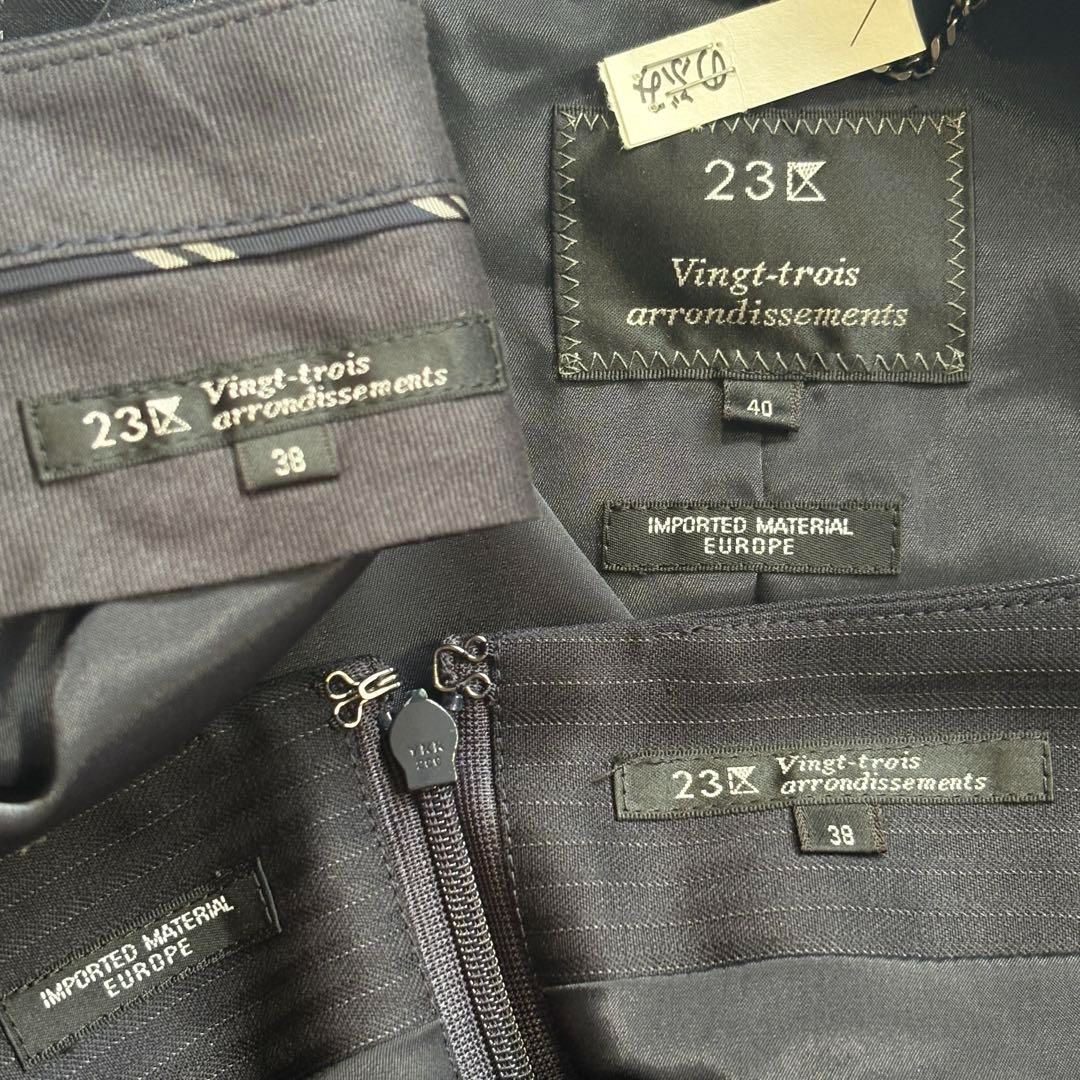 23区
Vingt-trois
arrondissements
38
23区
Vingt-trois
arrondissements
40
IMPORTED MATERIAL
EUROPE
YKK
23区
Vingt-trois
arrondissements
38
IMPORTED MATERIAL
EUROPE